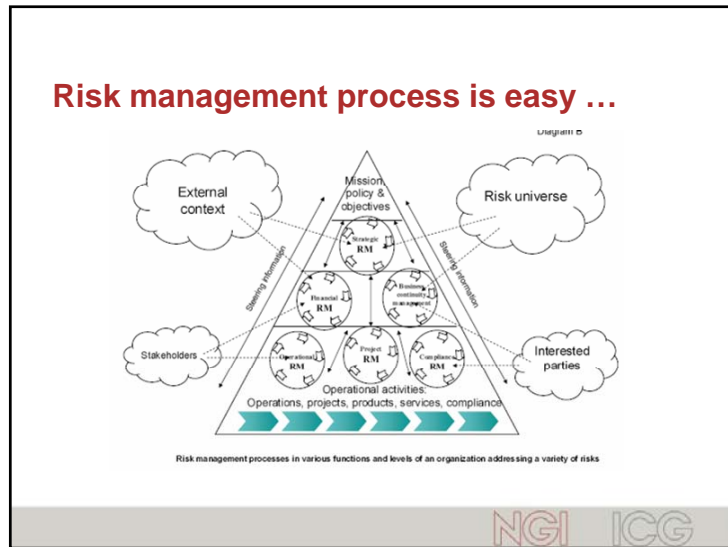 Risk management process is easy …
Diagram B
External
context
Mission,
policy &
objectives
Risk universe
Steering information
Steering information
Strategic
RM
Financial
RM
Business
continuity
management
Stakeholders
Operational
RM
Project
RM
Compliance
RM
Interested
parties
Operational activities:
Operations, projects, products, services, compliance
Risk management processes in various functions and levels of an organization addressing a variety of risks
NGI ICG